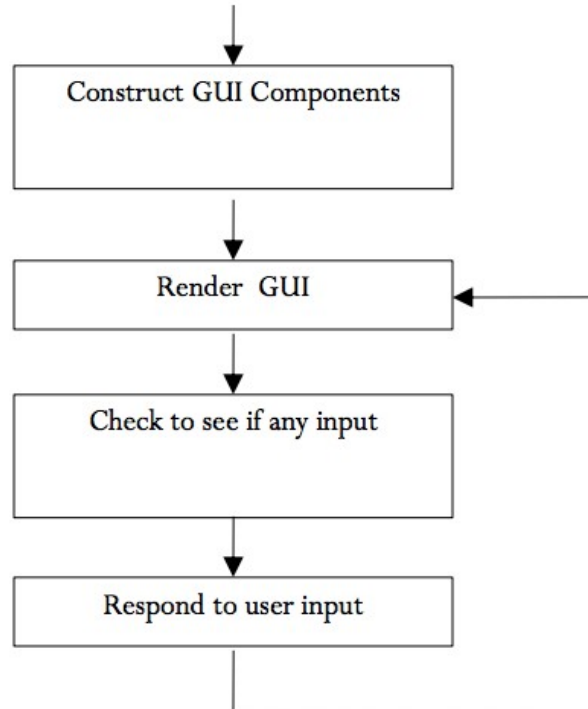 Construct GUI Components
Render GUI
Check to see if any input
Respond to user input